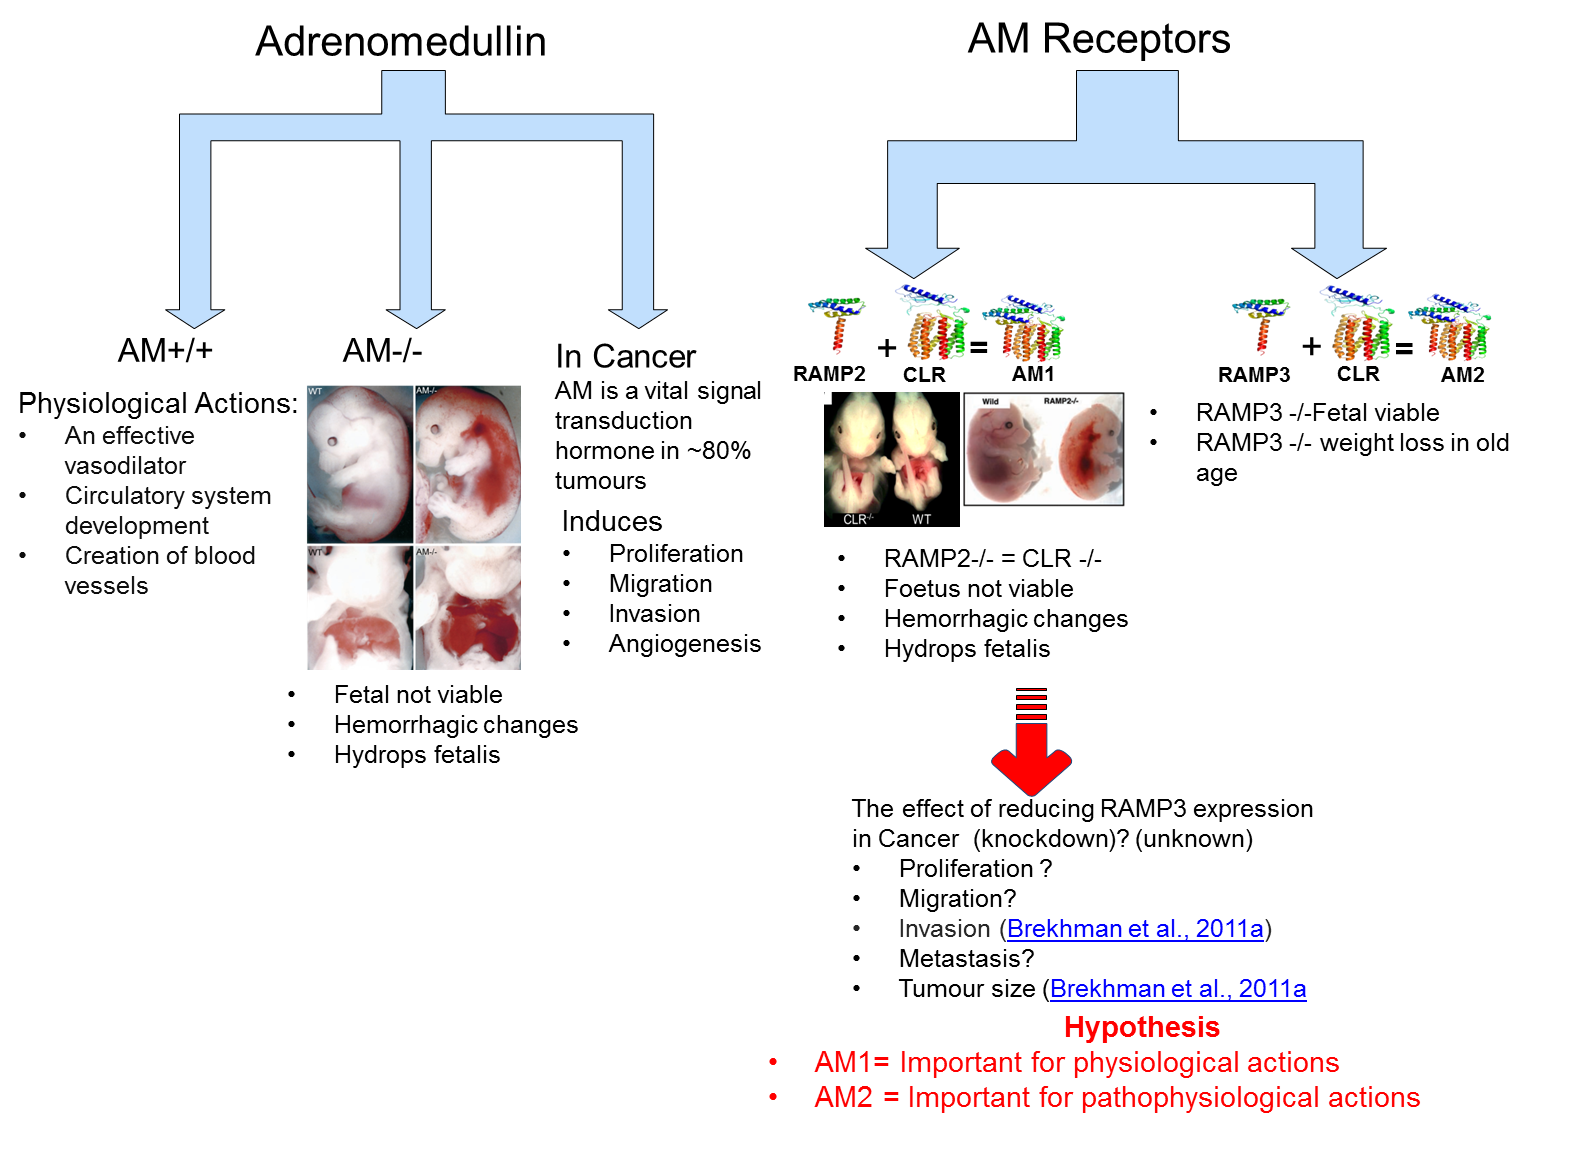 Adrenomedullin
AM+/+
Physiological Actions:
• An effective
vasodilator
• Circulatory system
development
• Creation of blood
vessels
AM-/-
WT
AM-/-
WT
AM-/-
• Fetal not viable
• Hemorrhagic changes
• Hydrops fetalis
In Cancer
AM is a vital signal
transduction
hormone in ~80%
tumours
Induces
• Proliferation
• Migration
• Invasion
• Angiogenesis
AM Receptors
+
=
RAMP2
CLR
AM1
CLR-/-
WT
Wild
RAMP2-/-
• RAMP2-/- = CLR -/-
• Foetus not viable
• Hemorrhagic changes
• Hydrops fetalis
+
=
RAMP3
CLR
AM2
• RAMP3 -/-Fetal viable
• RAMP3 -/- weight loss in old
age
The effect of reducing RAMP3 expression
in Cancer  (knockdown)? (unknown)
• Proliferation ?
• Migration?
• Invasion (Brekhman et al., 2011a)
• Metastasis?
• Tumour size (Brekhman et al., 2011a
Hypothesis
• AM1= Important for physiological actions
• AM2 = Important for pathophysiological actions